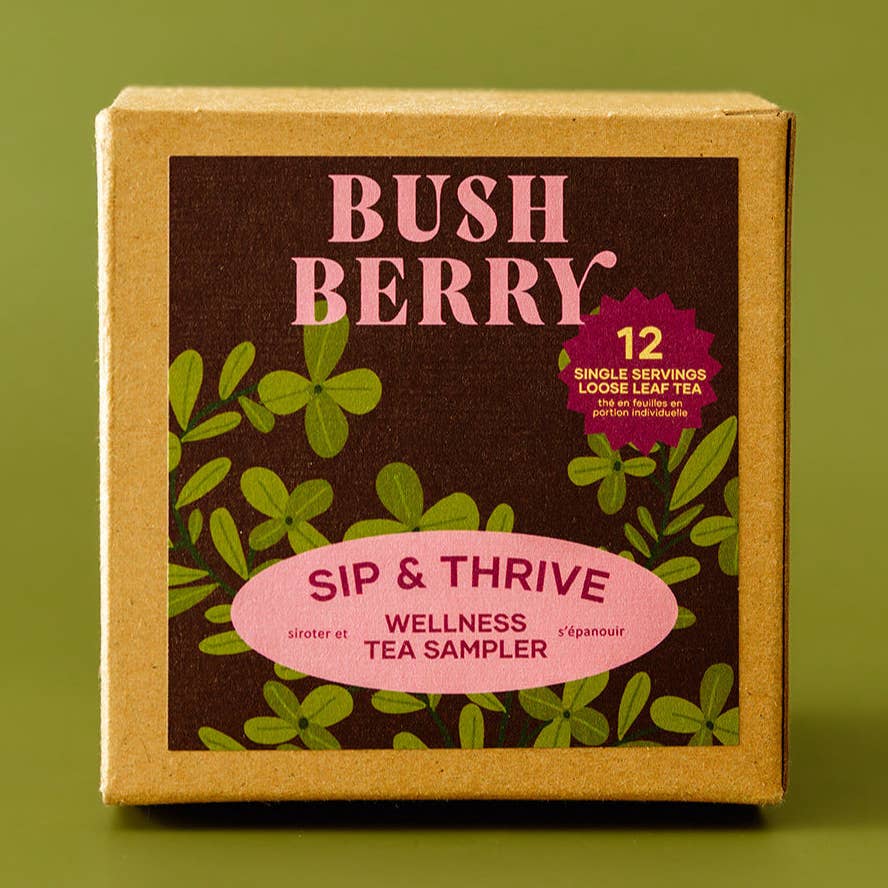 BUSH
BERRY
12
SINGLE SERVINGS
LOOSE LEAF TEA
thé en feuilles en
portion individuelle
SIP & THRIVE
siroter et
WELLNESS
TEA SAMPLER
s'épanouir